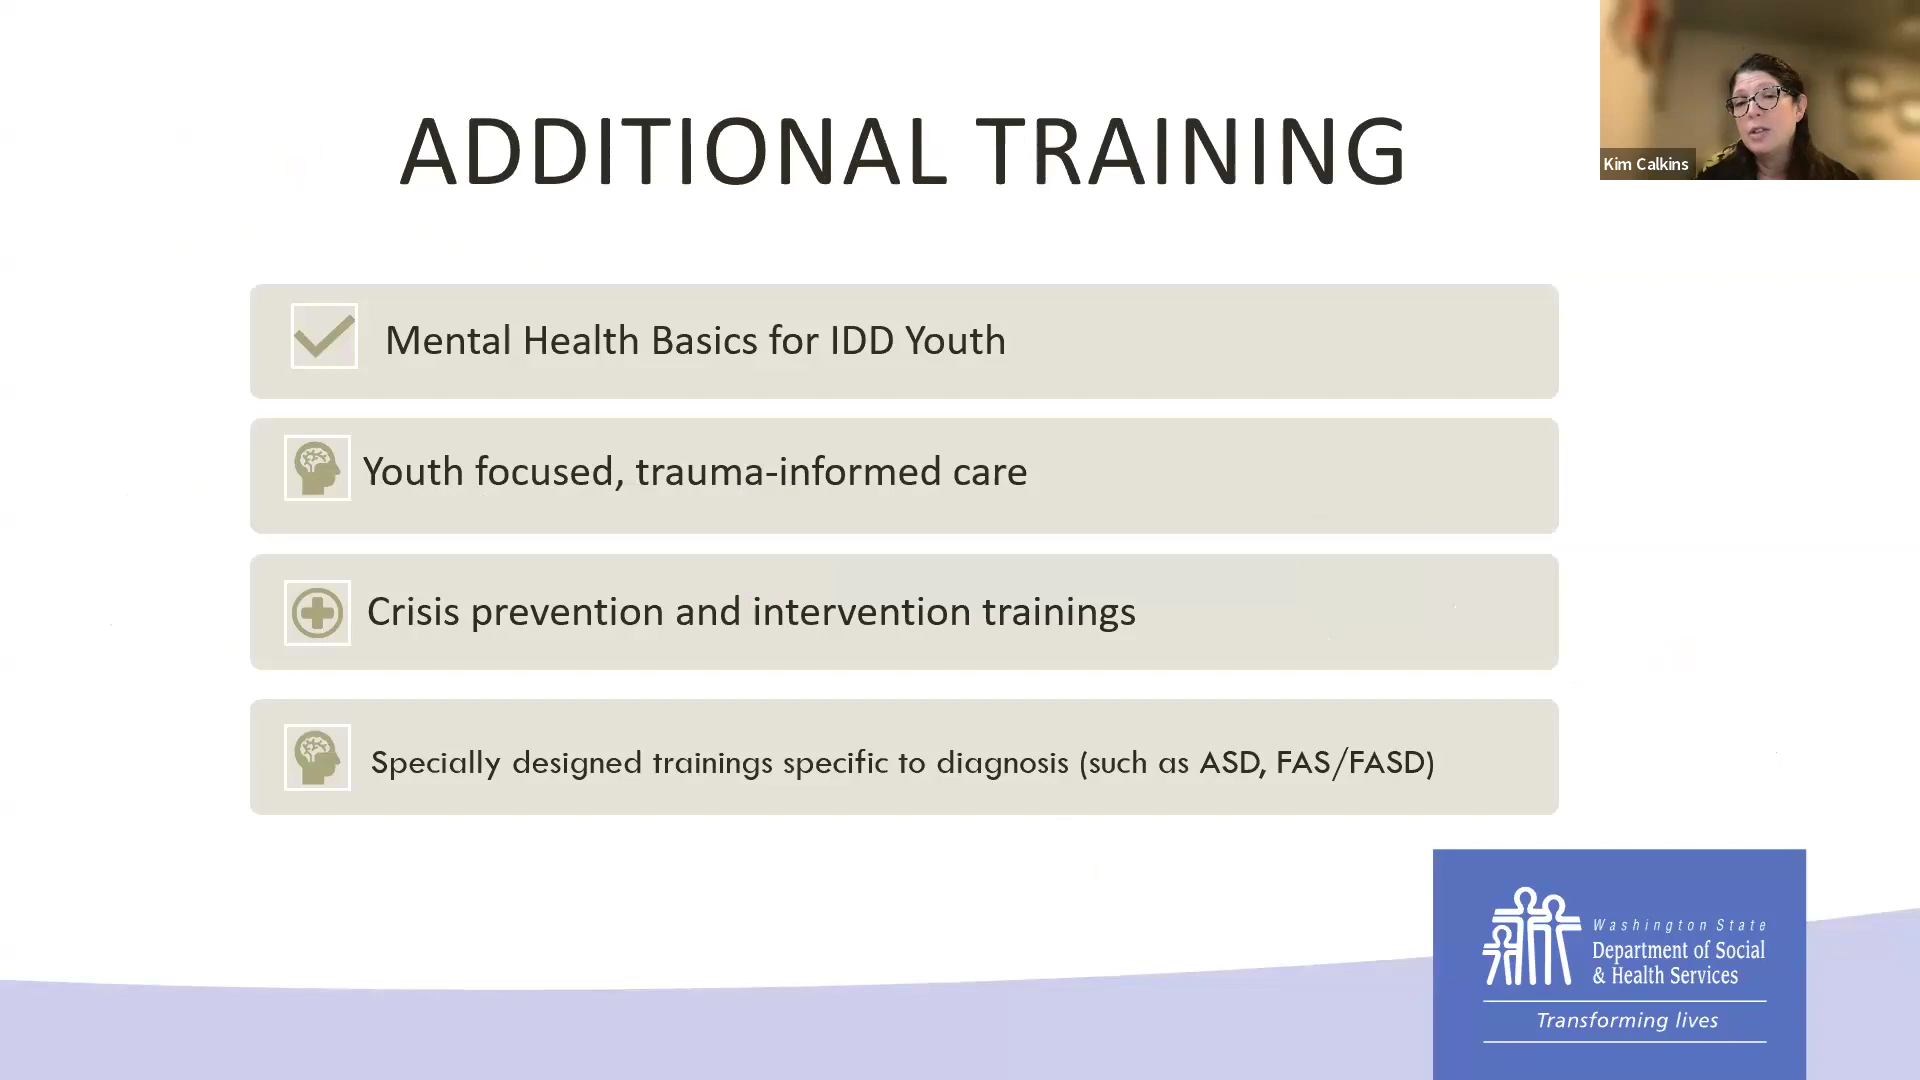 ADDITIONAL TRAINING
Kim Calkins
Mental Health Basics for IDD Youth
Youth focused, trauma-informed care
Crisis prevention and intervention trainings
Specially designed trainings specific to diagnosis (such as ASD, FAS/FASD)
Washington State
Department of Social
& Health Services
Transforming lives